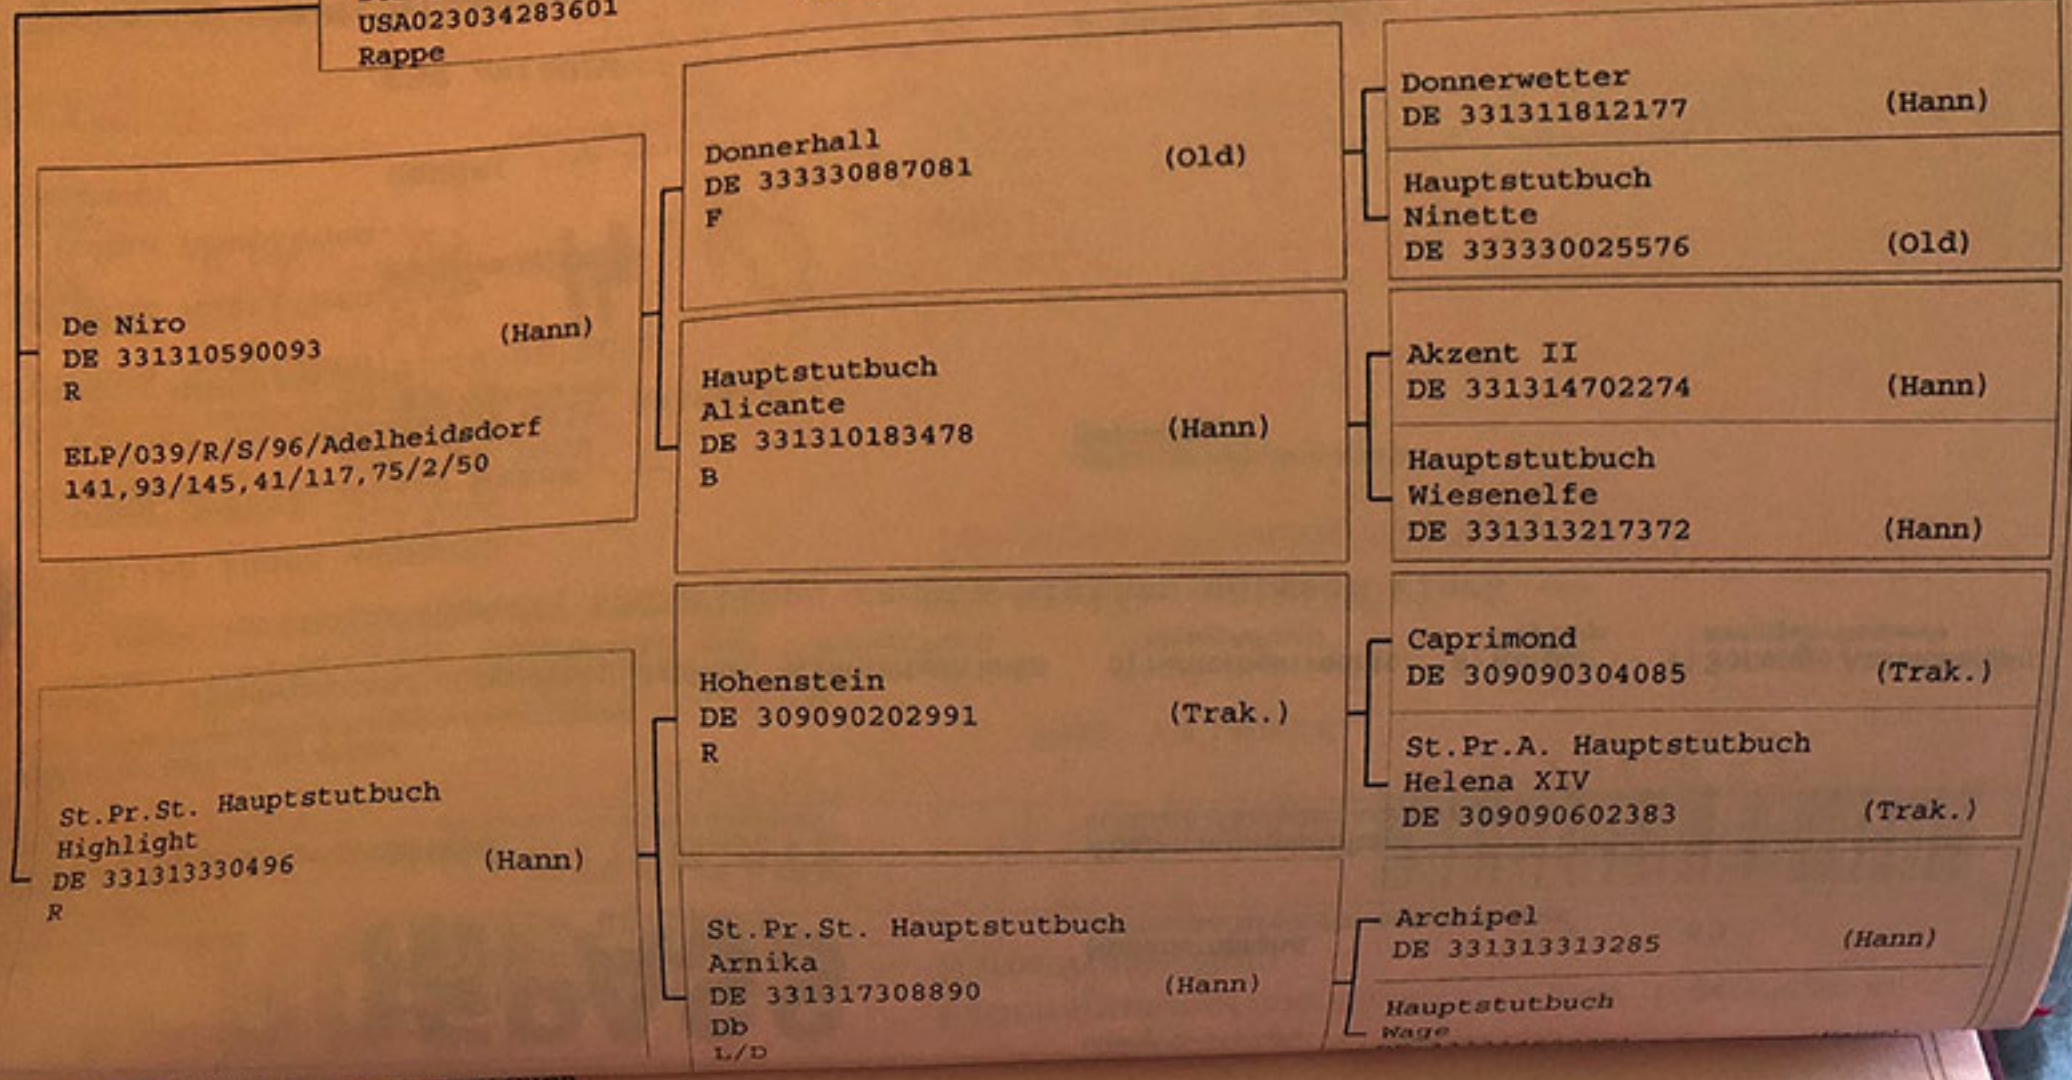 USA023034283601
Rappe
De Niro
DE 331310590093 (Hann)
R
ELP/039/R/S/96/Adelheidsdorf
141,93/145,41/117,75/2/50
St.Pr.St. Hauptstutbuch
Highlight
DE 331313330496 (Hann)
R
Donnerhall
DE 333330887081 (Old)
F
Hauptstutbuch
Alicante
DE 331310183478 (Hann)
B
Hohenstein
DE 309090202991 (Trak.)
R
St.Pr.St. Hauptstutbuch
Arnika
DE 331317308890 (Hann)
Db
L/D
Donnerwetter
DE 331311812177 (Hann)
Hauptstutbuch
Ninette
DE 333330025576 (Old)
Akzent II
DE 331314702274 (Hann)
Hauptstutbuch
Wiesenelfe
DE 331313217372 (Hann)
Caprimond
DE 309090304085 (Trak.)
St.Pr.A. Hauptstutbuch
Helena XIV
DE 309090602383 (Trak.)
Archipel
DE 331313313285 (Hann)
Hauptstutbuch
Wage